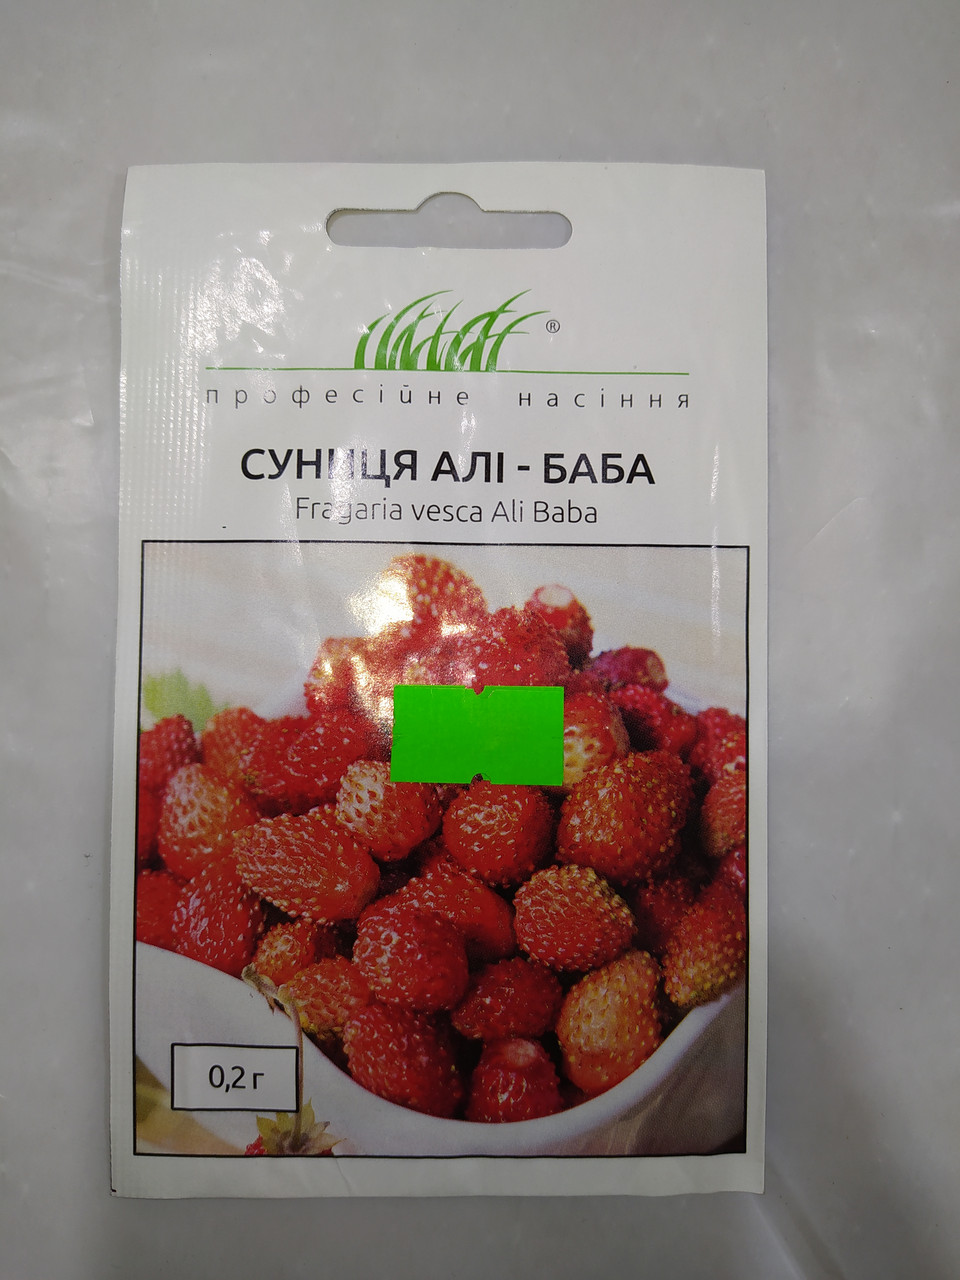 ®
професійне насіння
СУНИЦЯ АЛІ - БАБА
Fragaria vesca Ali Baba
0,2 г